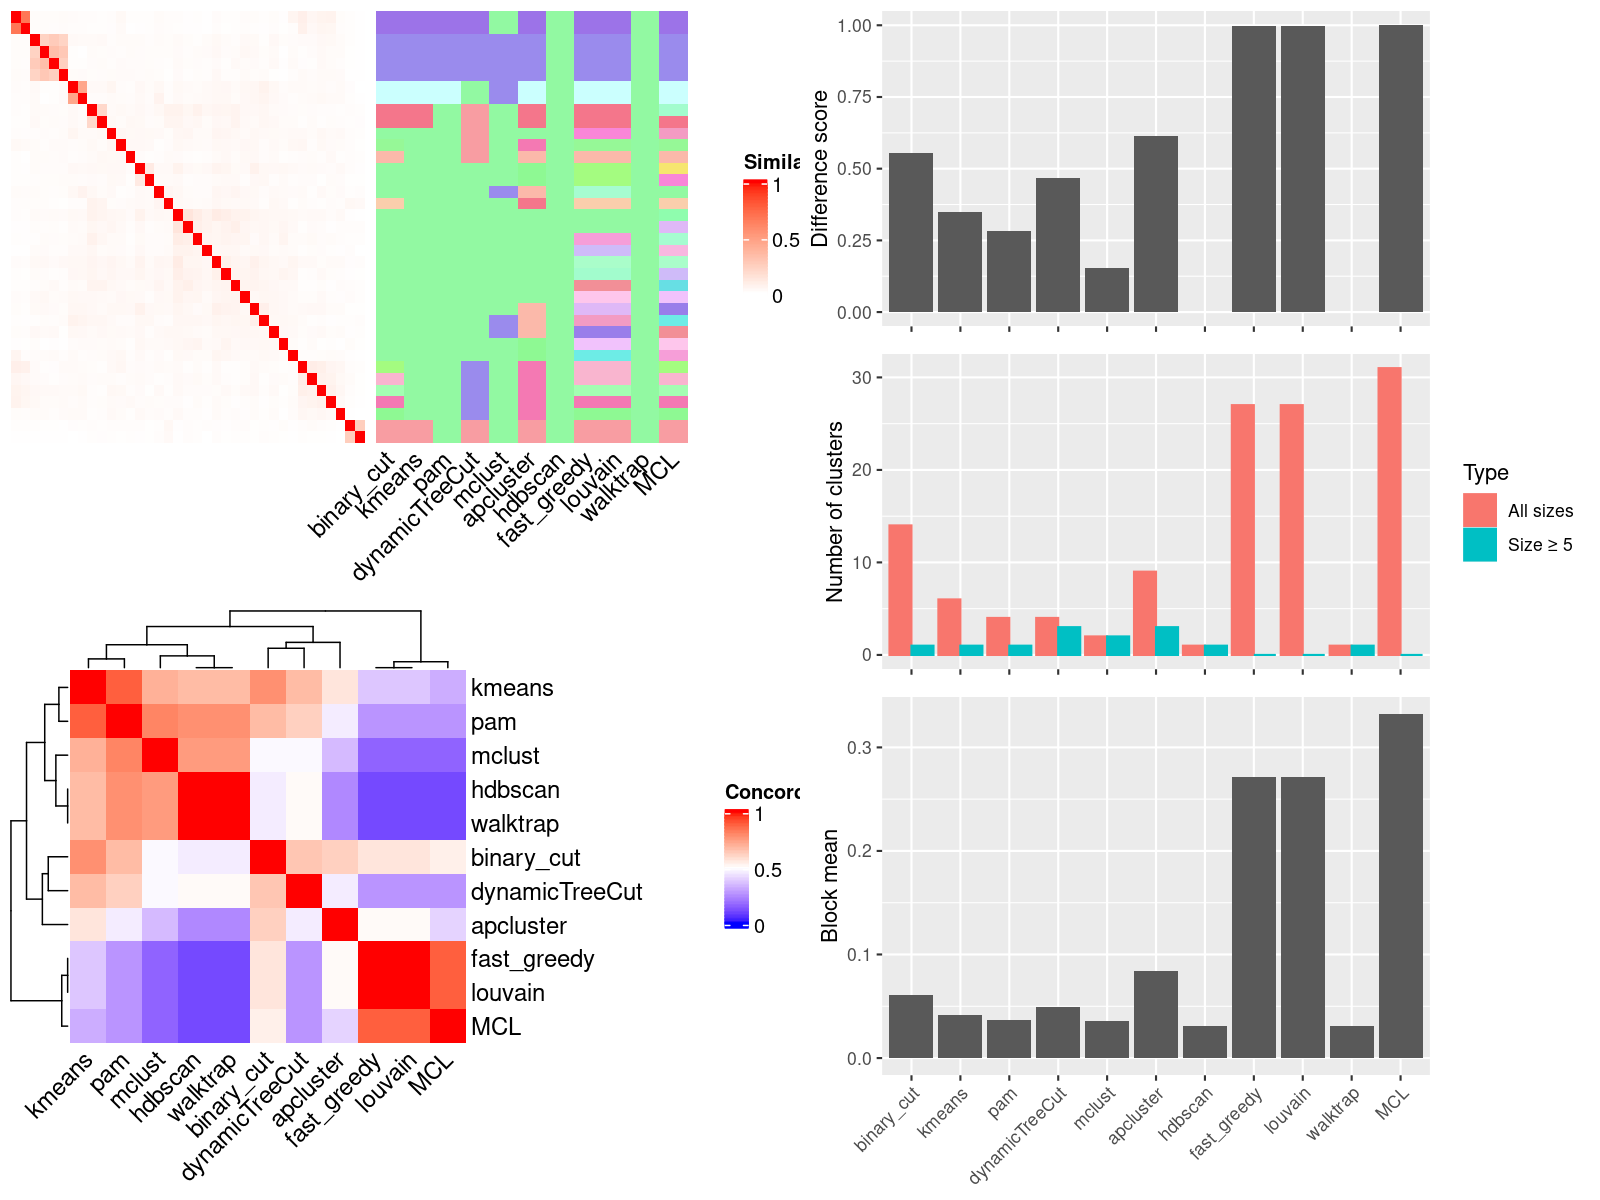 Simila
1
0.5
0
binary_cut
kmeans
pam
dynamicTreeCut
mclust
apcluster
hdbscan
fast_greedy
louvain
walktrap
MCL
Difference score
1.00
0.75
0.50
0.25
0.00
Number of clusters
30
20
10
0
Type
All sizes
Size ≥ 5
Block mean
0.3
0.2
0.1
0.0
binary_cut
kmeans
pam
dynamicTreeCut
mclust
apcluster
hdbscan
fast_greedy
louvain
walktrap
MCL
kmeans
pam
mclust
hdbscan
walktrap
binary_cut
dynamicTreeCut
apcluster
fast_greedy
louvain
MCL
Concord
1
0.5
0
kmeans
pam
mclust
hdbscan
walktrap
binary_cut
dynamicTreeCut
apcluster
fast_greedy
louvain
MCL